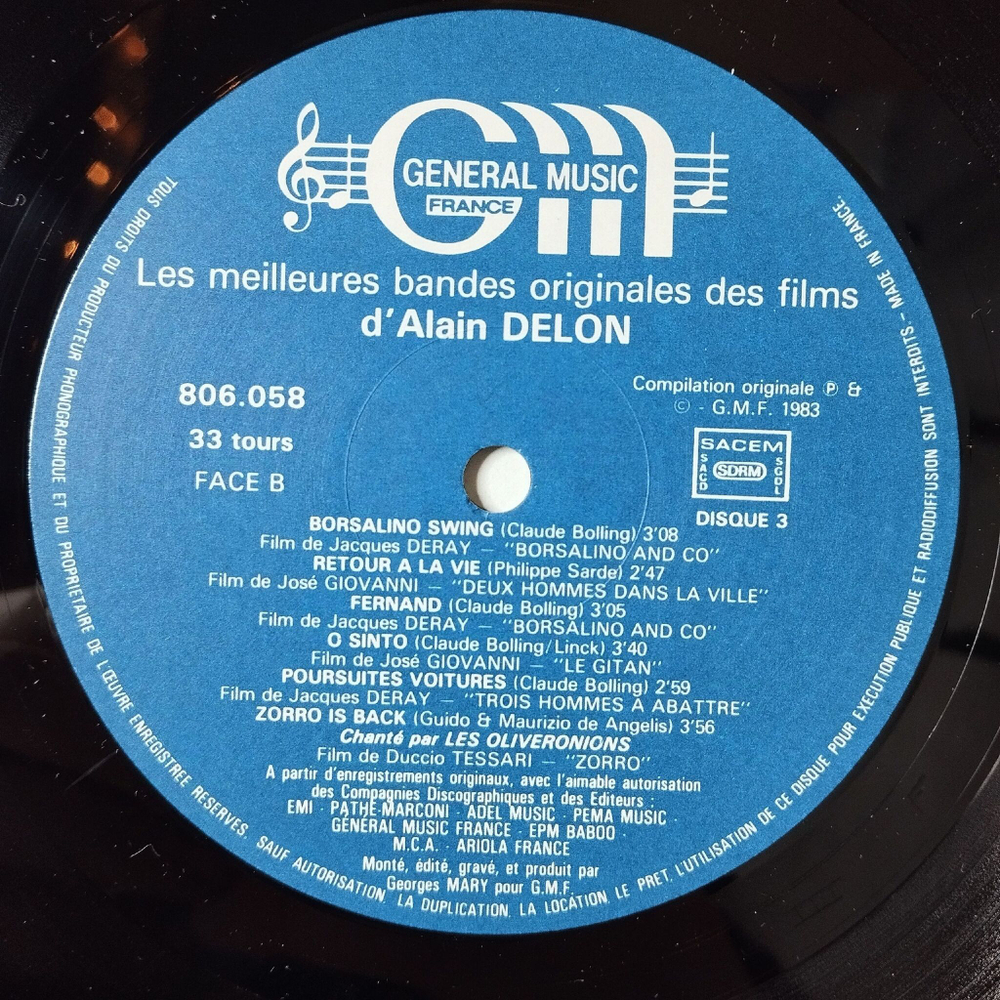 GENERAL MUSIC
FRANCE
Les meilleures bandes originales des films
d'Alain DELON
806.058
33 tours
FACE B
Compilation originale ℗ &
© - G.M.F. 1983
SACEM
SACD
SDRM
SGDL
DISQUE 3
BORSALINO SWING (Claude Bolling) 3'08
Film de Jacques DERAY – "BORSALINO AND CO"
RETOUR A LA VIE (Philippe Sarde) 2'47
Film de José GIOVANNI – "DEUX HOMMES DANS LA VILLE"
FERNAND (Claude Bolling) 3'05
Film de Jacques DERAY – "BORSALINO AND CO"
O SINTO (Claude Bolling/Linck) 3'40
Film de José GIOVANNI – "LE GITAN"
POURSUITES VOITURES (Claude Bolling) 2'59
Film de Jacques DERAY – "TROIS HOMMES A ABATTRE"
ZORRO IS BACK (Guido & Maurizio de Angelis) 3'56
Chanté par LES OLIVERONIONS
Film de Duccio TESSARI – "ZORRO"
A partir d'enregistrements originaux, avec l'aimable autorisation
des Compagnies Discographiques et des Editeurs :
EMI · PATHE-MARCONI · ADEL MUSIC · PEMA MUSIC ·
GENERAL MUSIC FRANCE · EPM BABOO ·
M.C.A. · ARIOLA FRANCE
Monté, édité, gravé, et produit par
Georges MARY pour G.M.F.
TOUS DROITS DU PRODUCTEUR PHONOGRAPHIQUE ET DU PROPRIETAIRE DE L'ŒUVRE ENREGISTREE RESERVES. SAUF AUTORISATION, LA DUPLICATION, LA LOCATION LE PRET, L'UTILISATION DE CE DISQUE POUR EXECUTION PUBLIQUE ET RADIODIFFUSION SONT INTERDITS – MADE IN FRANCE